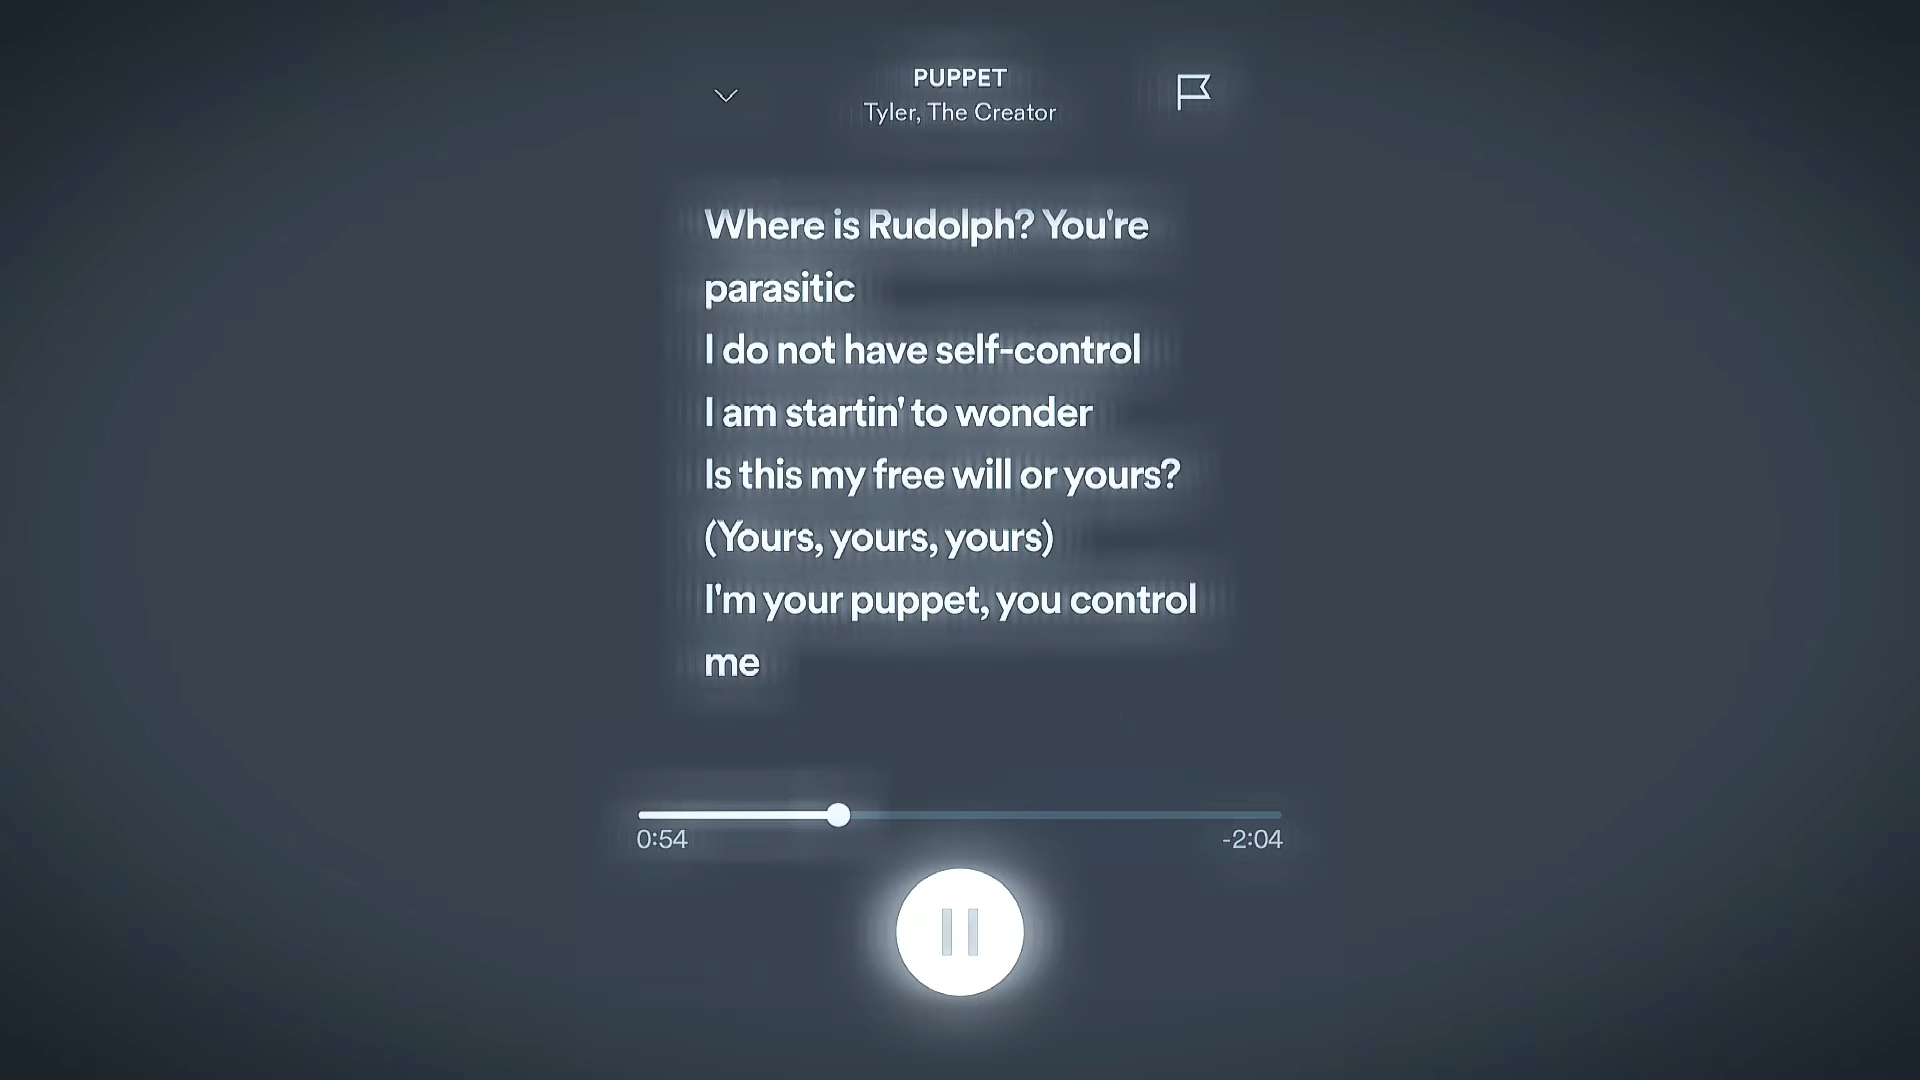 PUPPET
Tyler, The Creator
Where is Rudolph? You're
parasitic
I do not have self-control
I am startin' to wonder
Is this my free will or yours?
(Yours, yours, yours)
I'm your puppet, you control
me
0:54
-2:04